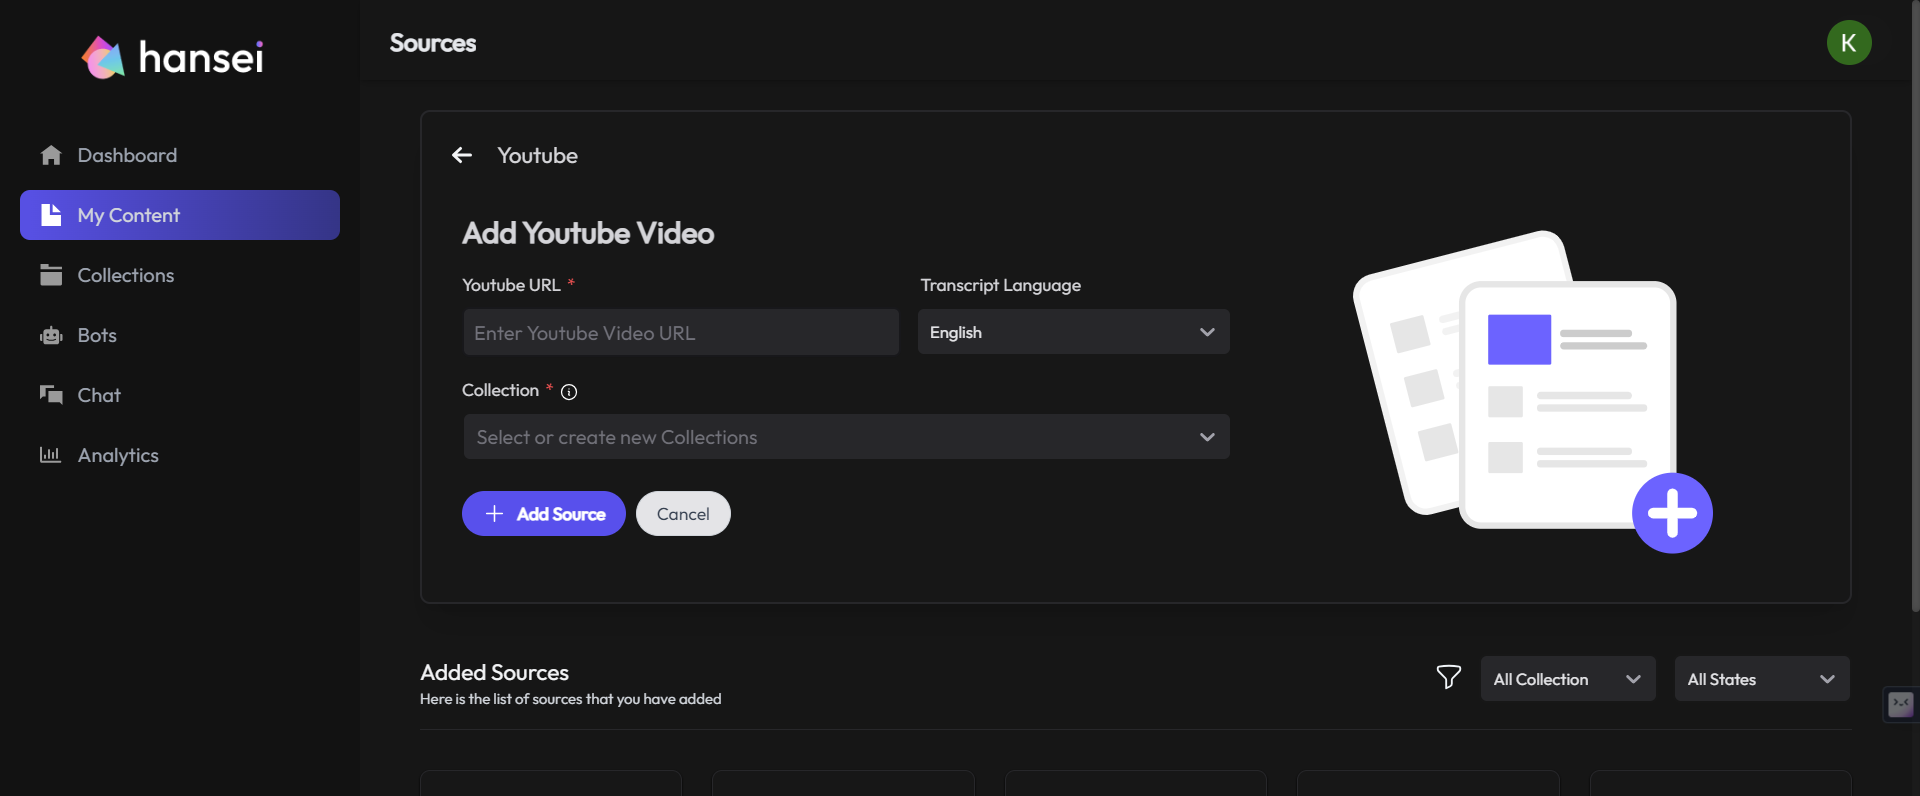 hansei
Sources
K
Dashboard
My Content
Collections
Bots
Chat
Analytics
Youtube
Add Youtube Video
Youtube URL *
Transcript Language
Enter Youtube Video URL
English
Collection *
Select or create new Collections
Add Source
Cancel
Added Sources
Here is the list of sources that you have added
All Collection
All States